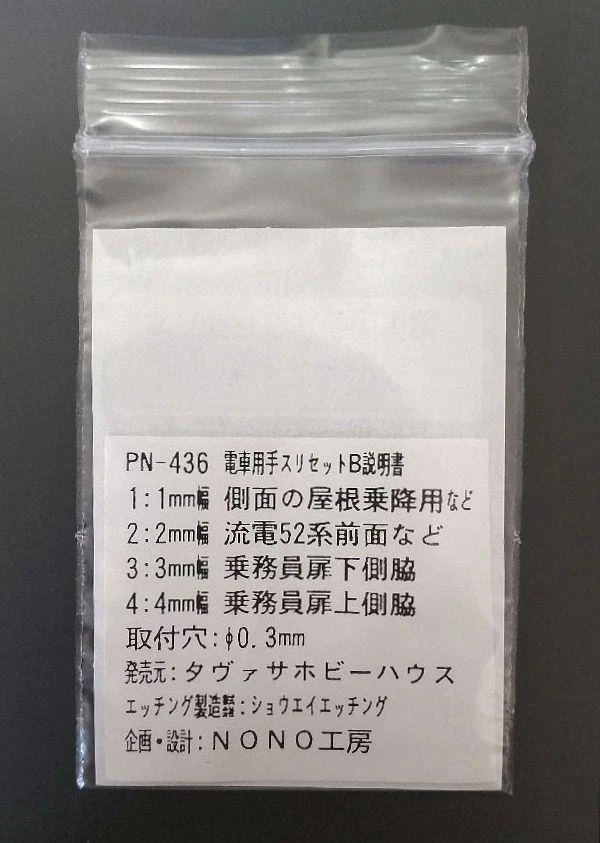 PN-436 電車用手スリセットB説明書
1:1mm幅 側面の屋根乗降用など
2:2mm幅 流電52系前面など
3:3mm幅 乗務員扉下側脇
4:4mm幅 乗務員扉上側脇
取付穴:φ0.3mm
発売元:タヴァサホビーハウス
エッチング製造:ショウエイエッチング
企画・設計:NONO工房